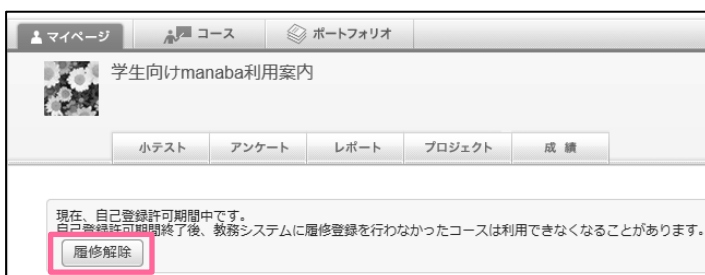 マイページ コース ポートフォリオ
学生向けmanaba利用案内
小テスト アンケート レポート プロジェクト 成績
現在、自己登録許可期間中です。
自己登録許可期間終了後、教務システムに履修登録を行わなかったコースは利用できなくなることがあります。
履修解除